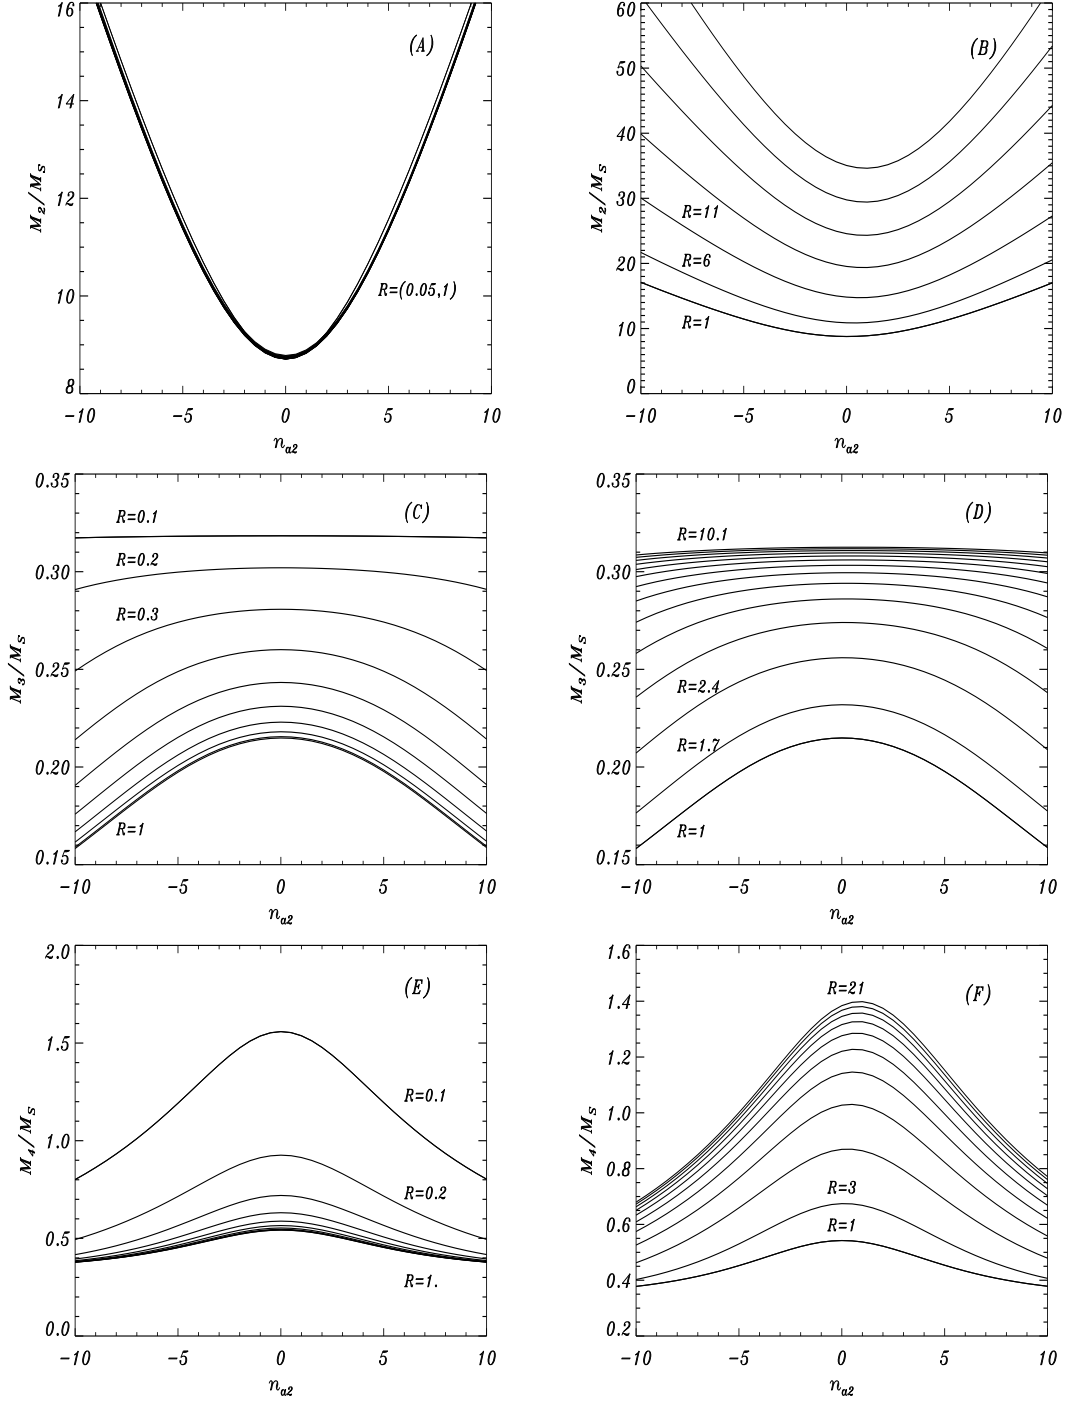 16
14
12
10
8
M₂/M_S
(A)
R=(0.05,1)
-10 -5 0 5 10
n_a2
60
50
40
30
20
10
0
M₂/M_S
(B)
R=11
R=6
R=1
-10 -5 0 5 10
n_a2
0.35
0.30
0.25
0.20
0.15
M₃/M_S
(C)
R=0.1
R=0.2
R=0.3
R=1
-10 -5 0 5 10
n_a2
0.35
0.30
0.25
0.20
0.15
M₃/M_S
(D)
R=10.1
R=2.4
R=1.7
R=1
-10 -5 0 5 10
n_a2
2.0
1.5
1.0
0.5
0.0
M₄/M_S
(E)
R=0.1
R=0.2
R=1.
-10 -5 0 5 10
n_a2
1.6
1.4
1.2
1.0
0.8
0.6
0.4
0.2
M₄/M_S
(F)
R=21
R=3
R=1
-10 -5 0 5 10
n_a2